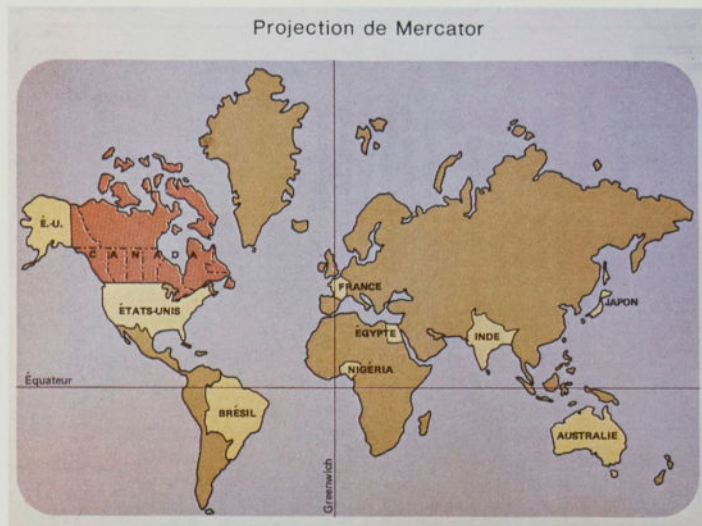 Projection de Mercator
É.-U.
CANADA
ÉTATS-UNIS
FRANCE
JAPON
ÉGYPTE
INDE
NIGÉRIA
Équateur
BRÉSIL
AUSTRALIE
Greenwich